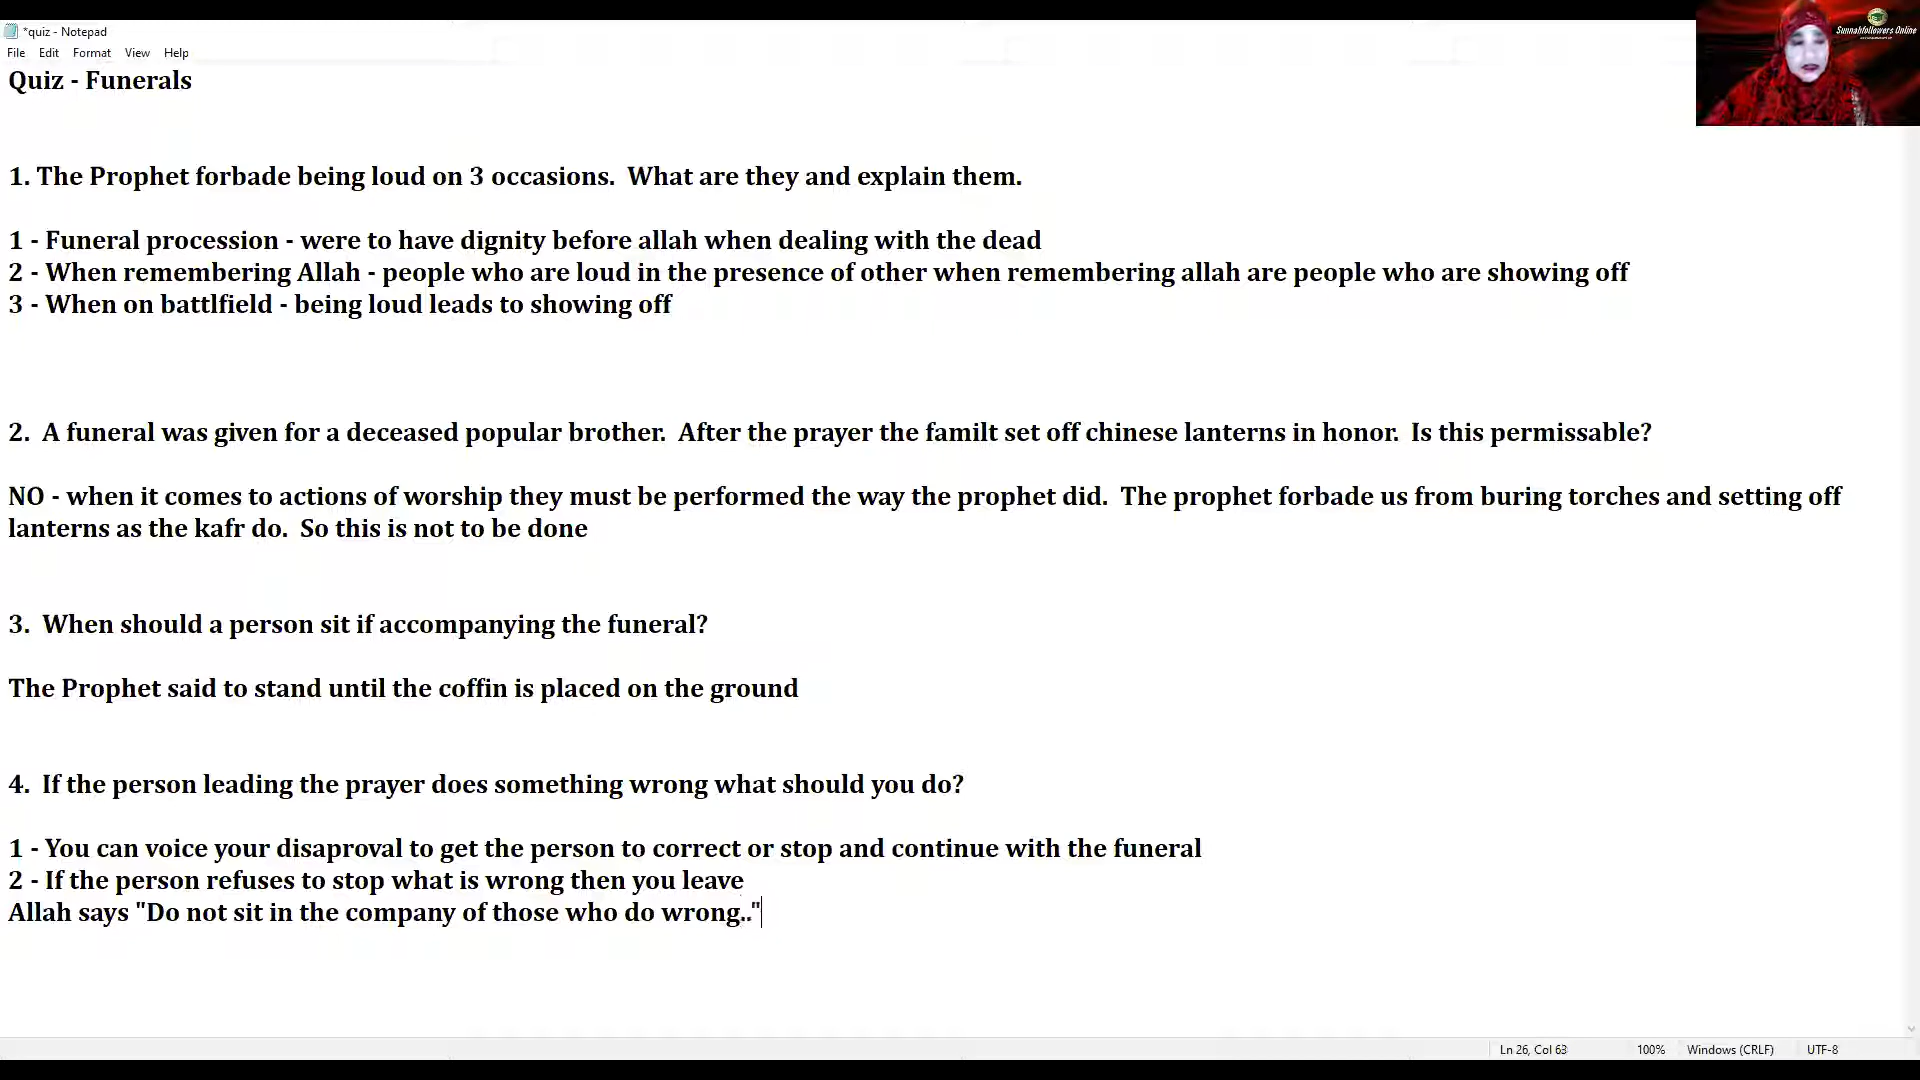 *quiz - Notepad
File Edit Format View Help
Sunnahfollowers Online
Quiz - Funerals
1. The Prophet forbade being loud on 3 occasions.  What are they and explain them.
1 - Funeral procession - were to have dignity before allah when dealing with the dead
2 - When remembering Allah - people who are loud in the presence of other when remembering allah are people who are showing off
3 - When on battlfield - being loud leads to showing off
2.  A funeral was given for a deceased popular brother.  After the prayer the familt set off chinese lanterns in honor.  Is this permissable?
NO - when it comes to actions of worship they must be performed the way the prophet did.  The prophet forbade us from buring torches and setting off
lanterns as the kafr do.  So this is not to be done
3.  When should a person sit if accompanying the funeral?
The Prophet said to stand until the coffin is placed on the ground
4.  If the person leading the prayer does something wrong what should you do?
1 - You can voice your disaproval to get the person to correct or stop and continue with the funeral
2 - If the person refuses to stop what is wrong then you leave
Allah says "Do not sit in the company of those who do wrong.."
Ln 26, Col 63 100% Windows (CRLF) UTF-8